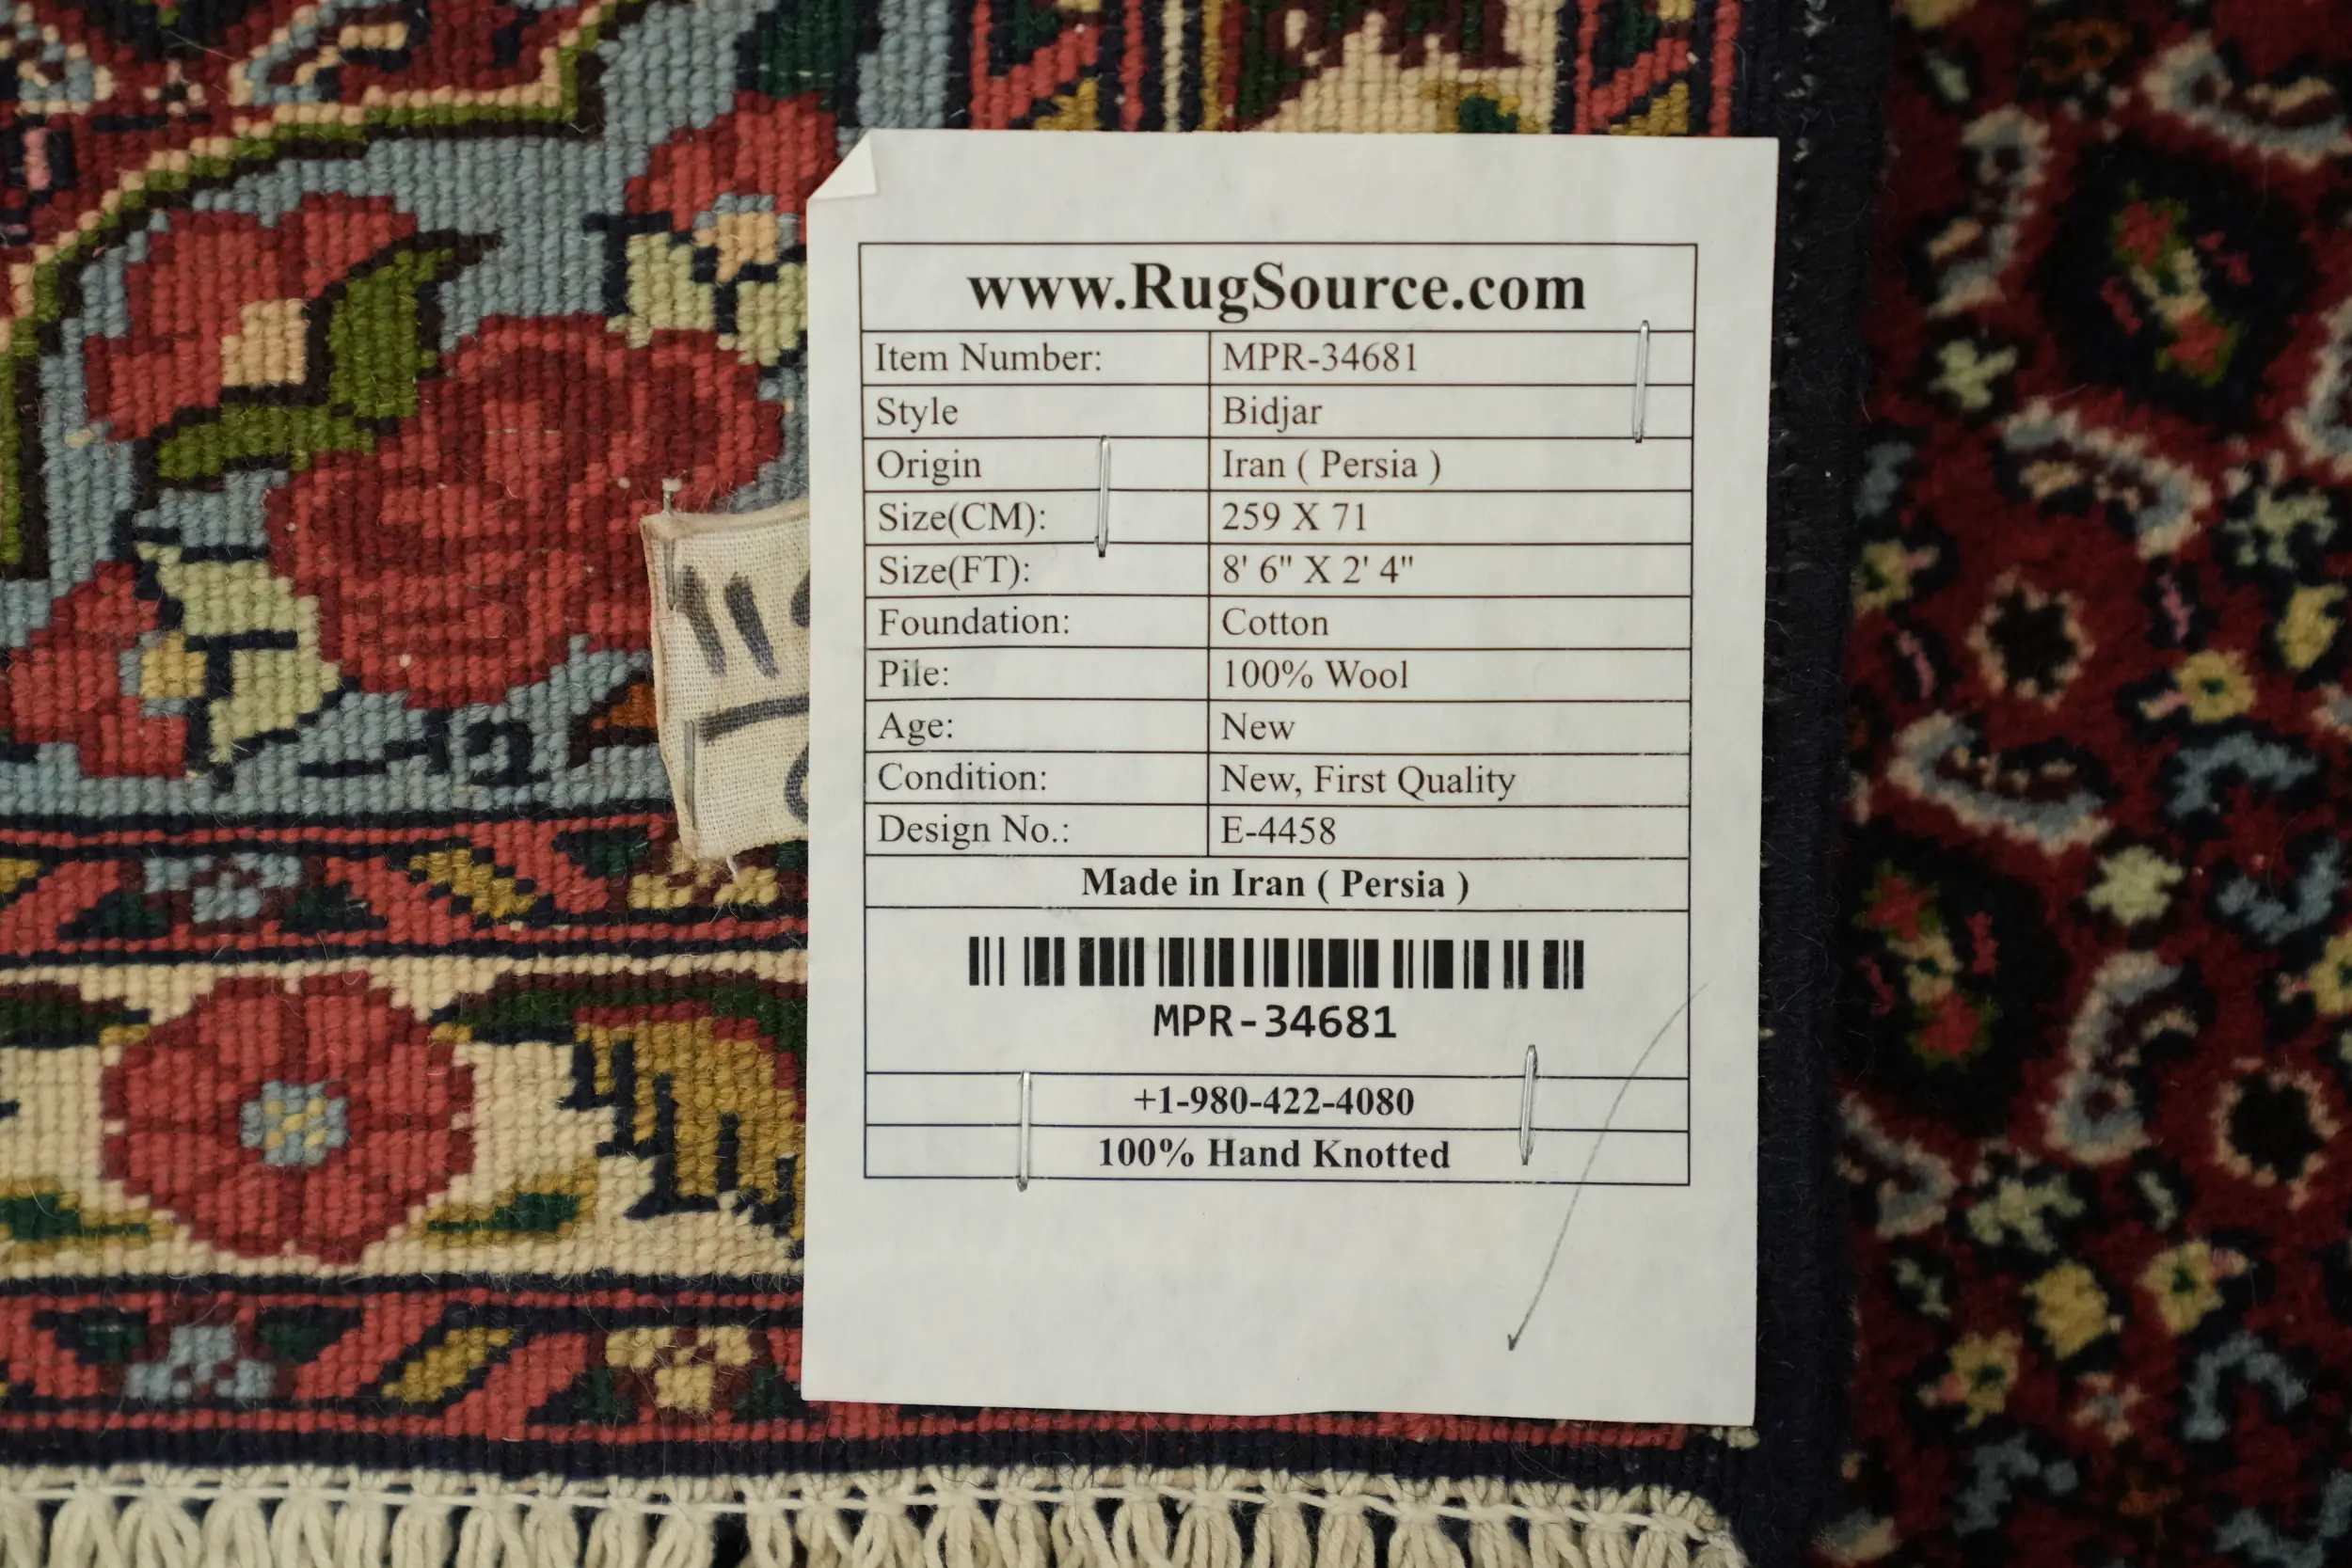 www.RugSource.com
Item Number: MPR-34681
Style Bidjar
Origin Iran ( Persia )
Size(CM): 259 X 71
Size(FT): 8' 6" X 2' 4"
Foundation: Cotton
Pile: 100% Wool
Age: New
Condition: New, First Quality
Design No.: E-4458
Made in Iran ( Persia )
MPR-34681
+1-980-422-4080
100% Hand Knotted